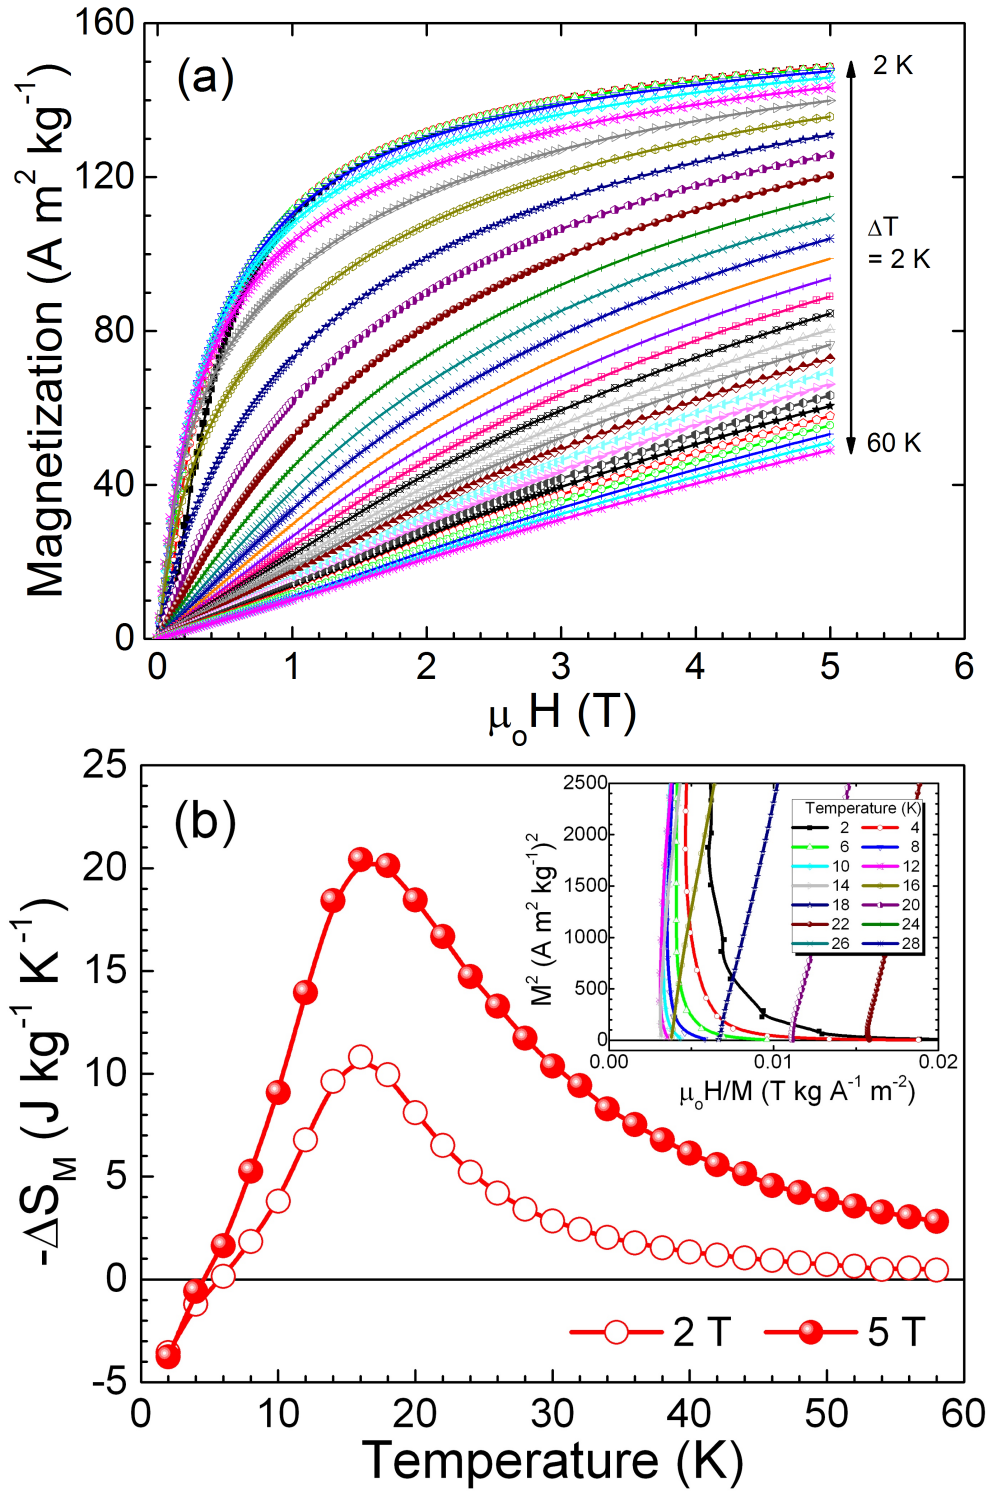 (a)
Magnetization (A m² kg⁻¹)
160
120
80
40
0
2 K
ΔT
= 2 K
60 K
0 1 2 3 4 5 6
μₒH (T)
(b)
-ΔS_M (J kg⁻¹ K⁻¹)
25
20
15
10
5
0
-5
M² (A m² kg⁻¹)²
2500
2000
1500
1000
500
0
Temperature (K)
2 4
6 8
10 12
14 16
18 20
22 24
26 28
0.00 0.01 0.02
μₒH/M (T kg A⁻¹ m⁻²)
2 T 5 T
0 10 20 30 40 50 60
Temperature (K)